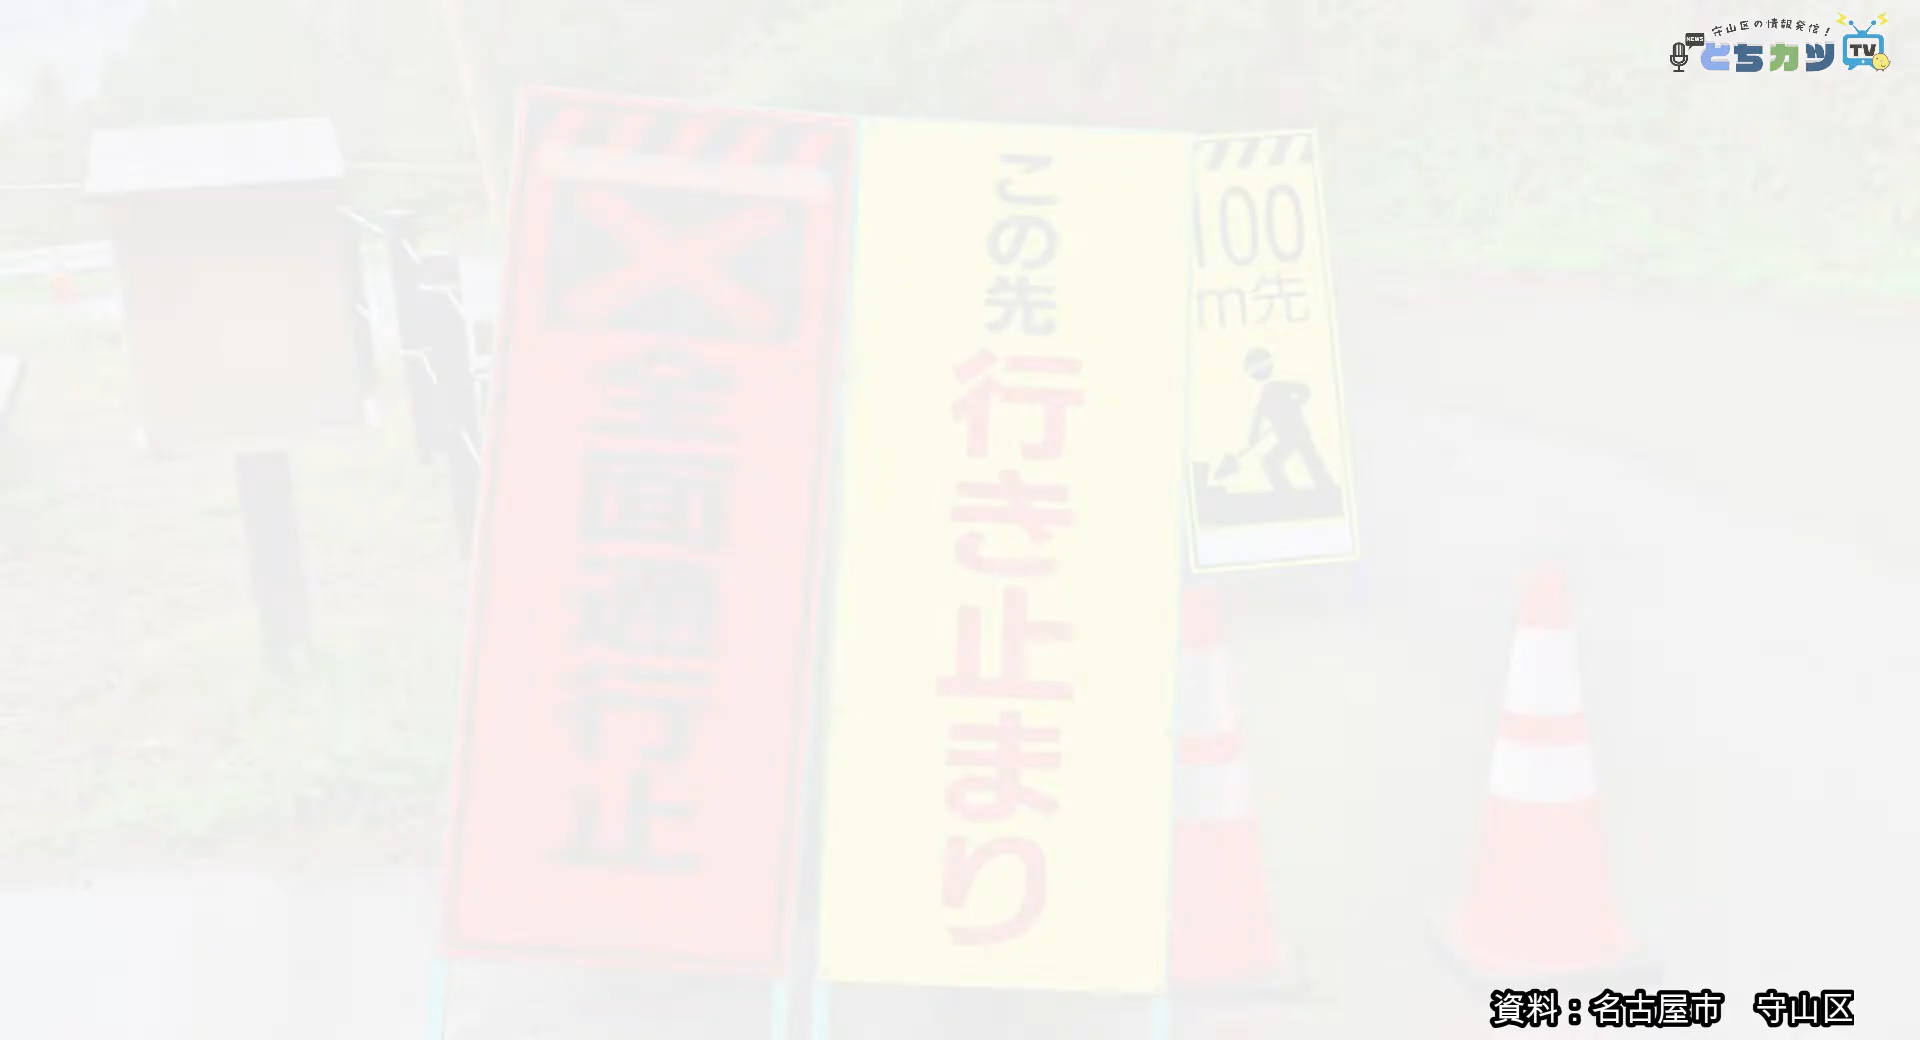 守山区の情報発信!
NEWS
どちカツ
TV
全面通行止
この先
行き止まり
100
m先
資料:名古屋市 守山区